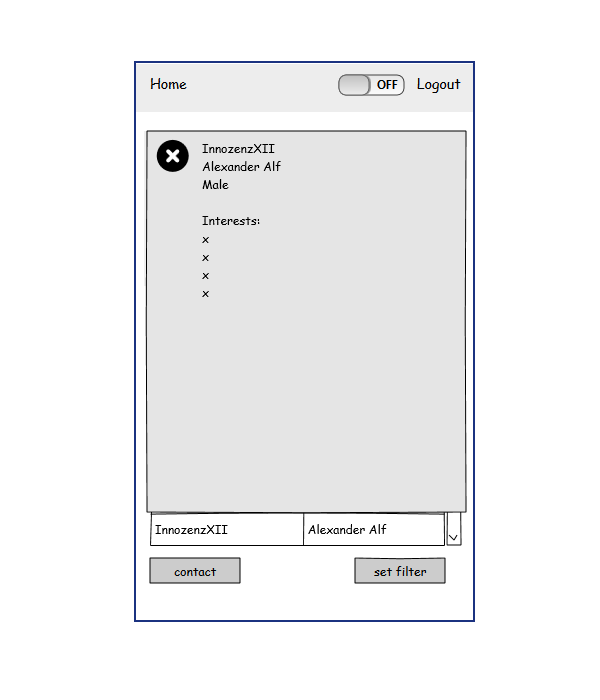 Home OFF Logout
InnozenzXII
Alexander Alf
Male
Interests:
x
x
x
x
InnozenzXII Alexander Alf
contact set filter